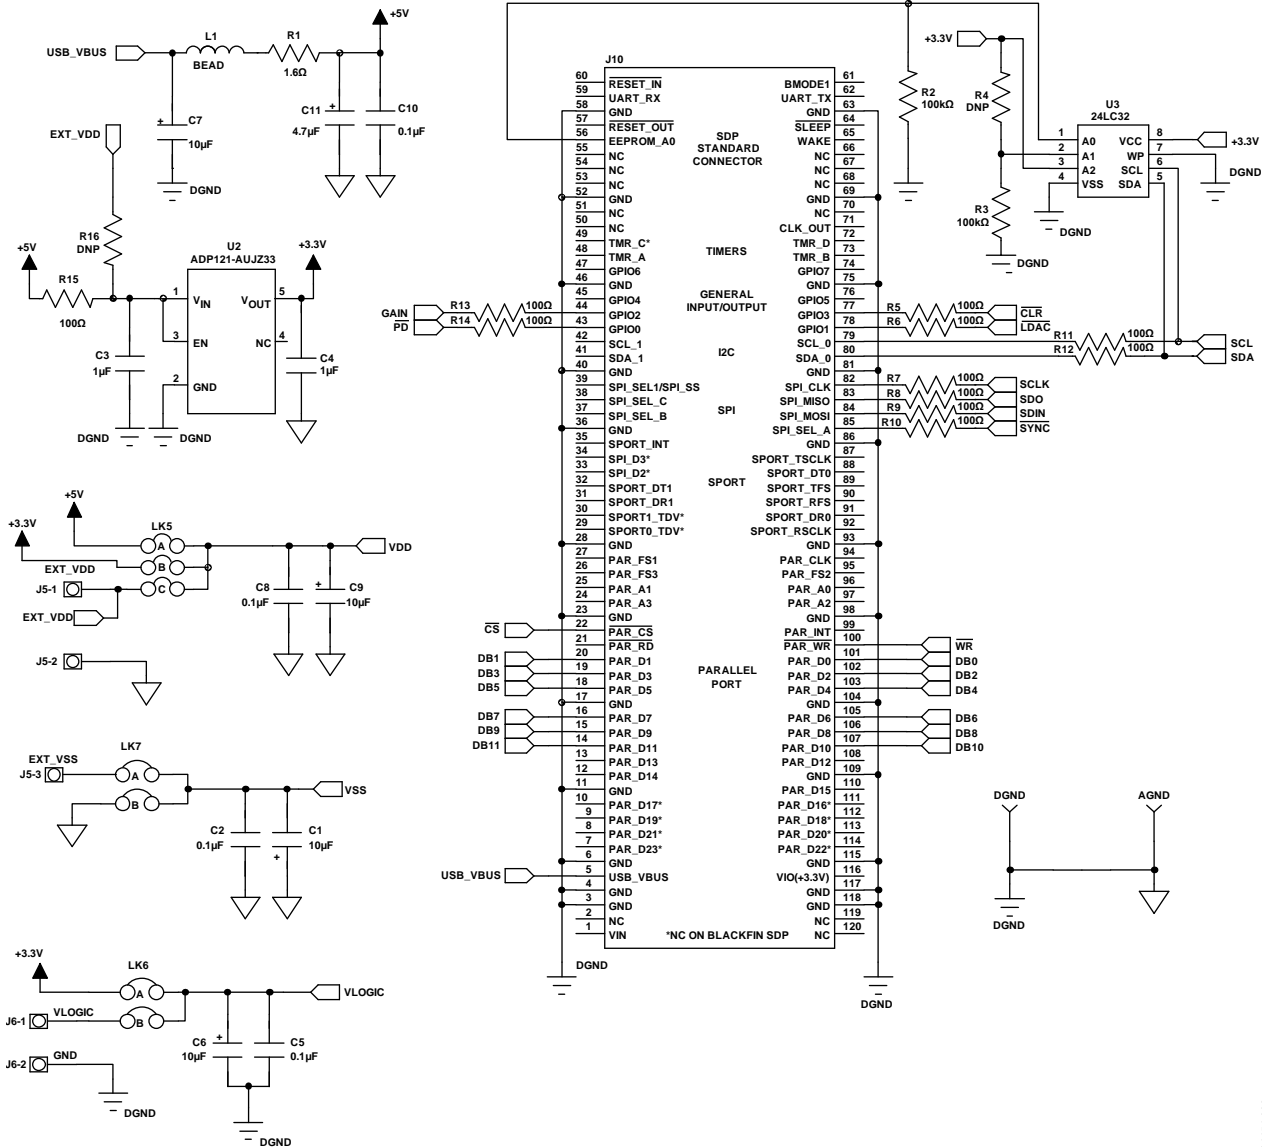 USB_VBUS
L1
BEAD
R1
1.6Ω
+5V
+
C7
10µF
DGND
+
C11
4.7µF
C10
0.1µF
EXT_VDD
R16
DNP
+5V
R15
100Ω
U2
ADP121-AUJZ33
1
VIN
VOUT
5
+3.3V
3
EN
NC
4
2
GND
C3
1µF
C4
1µF
DGND
DGND
+5V
+3.3V
LK5
A
B
C
EXT_VDD
J5-1
EXT_VDD
VDD
C8
0.1µF
+
C9
10µF
J5-2
LK7
EXT_VSS
J5-3
A
B
VSS
C2
0.1µF
C1
10µF
+
+3.3V
LK6
A
B
VLOGIC
J6-1
VLOGIC
J6-2
GND
DGND
+
C6
10µF
C5
0.1µF
DGND
J10
60 RESET_IN
59 UART_RX
58 GND
57 RESET_OUT
56 EEPROM_A0
55 NC
54 NC
53 NC
52 GND
51 NC
50 NC
49 TMR_C*
48 TMR_A
47 GPIO6
46 GND
45 GPIO4
44 GPIO2
43 GPIO0
42 SCL_1
41 SDA_1
40 GND
39 SPI_SEL1/SPI_SS
38 SPI_SEL_C
37 SPI_SEL_B
36 GND
35 SPORT_INT
34 SPI_D3*
33 SPI_D2*
32 SPORT_DT1
31 SPORT_DR1
30 SPORT1_TDV*
29 SPORT0_TDV*
28 GND
27 PAR_FS1
26 PAR_FS3
25 PAR_A1
24 PAR_A3
23 GND
22 PAR_CS
21 PAR_RD
20 PAR_D1
19 PAR_D3
18 PAR_D5
17 GND
16 PAR_D7
15 PAR_D9
14 PAR_D11
13 PAR_D13
12 PAR_D14
11 GND
10 PAR_D17*
9 PAR_D19*
8 PAR_D21*
7 PAR_D23*
6 GND
5 USB_VBUS
4 GND
3 GND
2 NC
1 VIN
SDP
STANDARD
CONNECTOR
TIMERS
GENERAL
INPUT/OUTPUT
I2C
SPI
SPORT
PARALLEL
PORT
*NC ON BLACKFIN SDP
BMODE1 61
UART_TX 62
GND 63
SLEEP 64
WAKE 65
NC 66
NC 67
NC 68
GND 69
NC 70
CLK_OUT 71
TMR_D 72
TMR_B 73
GPIO7 74
GND 75
GPIO5 76
GPIO3 77
GPIO1 78
SCL_0 79
SDA_0 80
GND 81
SPI_CLK 82
SPI_MISO 83
SPI_MOSI 84
SPI_SEL_A 85
GND 86
SPORT_TSCLK 87
SPORT_DT0 88
SPORT_TFS 89
SPORT_RFS 90
SPORT_DR0 91
SPORT_RSCLK 92
GND 93
PAR_CLK 94
PAR_FS2 95
PAR_A0 96
PAR_A2 97
GND 98
PAR_INT 99
PAR_WR 100
PAR_D0 101
PAR_D2 102
PAR_D4 103
GND 104
PAR_D6 105
PAR_D8 106
PAR_D10 107
PAR_D12 108
GND 109
PAR_D15 110
PAR_D16* 111
PAR_D18* 112
PAR_D20* 113
PAR_D22* 114
GND 115
VIO(+3.3V) 116
GND 117
GND 118
NC 119
NC 120
GAIN R13 100Ω
PD R14 100Ω
CS
DB1
DB3
DB5
DB7
DB9
DB11
USB_VBUS
DGND
DGND
R5 100Ω CLR
R6 100Ω LDAC
R11 100Ω SCL
R12 100Ω SDA
R7 100Ω SCLK
R8 100Ω SDO
R9 100Ω SDIN
R10 100Ω SYNC
WR
DB0
DB2
DB4
DB6
DB8
DB10
R2
100kΩ
+3.3V
R4
DNP
R3
100kΩ
DGND
U3
24LC32
1 A0 VCC 8
2 A1 WP 7
3 A2 SCL 6
4 VSS SDA 5
+3.3V
DGND
DGND
DGND
AGND
DGND